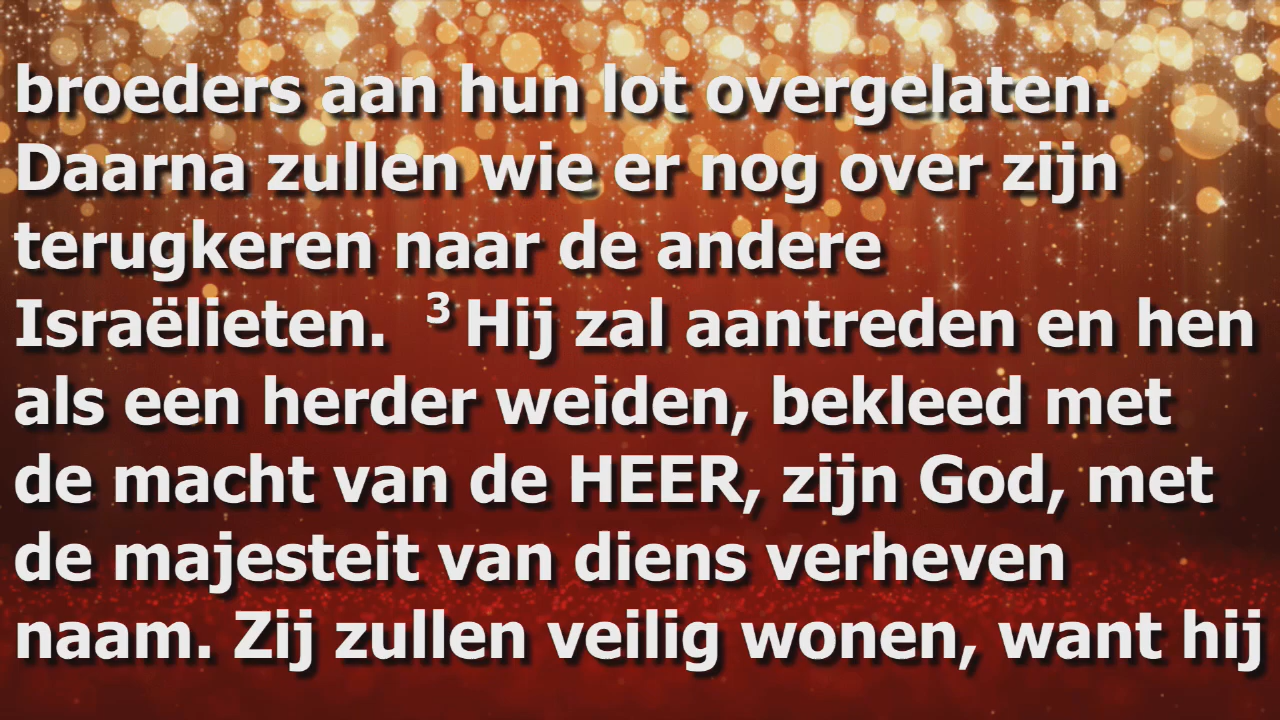 broeders aan hun lot overgelaten.
Daarna zullen wie er nog over zijn
terugkeren naar de andere
Israëlieten. ³ Hij zal aantreden en hen
als een herder weiden, bekleed met
de macht van de HEER, zijn God, met
de majesteit van diens verheven
naam. Zij zullen veilig wonen, want hij